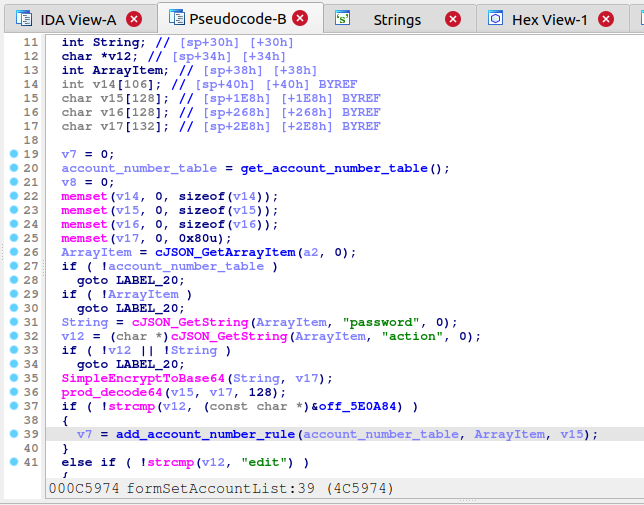 IDA View-A Pseudocode-B 's' Strings Hex View-1
11 int String; // [sp+30h] [+30h]
12 char *v12; // [sp+34h] [+34h]
13 int ArrayItem; // [sp+38h] [+38h]
14 int v14[106]; // [sp+40h] [+40h] BYREF
15 char v15[128]; // [sp+1E8h] [+1E8h] BYREF
16 char v16[128]; // [sp+268h] [+268h] BYREF
17 char v17[132]; // [sp+2E8h] [+2E8h] BYREF
18
19 v7 = 0;
20 account_number_table = get_account_number_table();
21 v8 = 0;
22 memset(v14, 0, sizeof(v14));
23 memset(v15, 0, sizeof(v15));
24 memset(v16, 0, sizeof(v16));
25 memset(v17, 0, 0x80u);
26 ArrayItem = cJSON_GetArrayItem(a2, 0);
27 if ( !account_number_table )
28 goto LABEL_20;
29 if ( !ArrayItem )
30 goto LABEL_20;
31 String = cJSON_GetString(ArrayItem, "password", 0);
32 v12 = (char *)cJSON_GetString(ArrayItem, "action", 0);
33 if ( !v12 || !String )
34 goto LABEL_20;
35 SimpleEncryptToBase64(String, v17);
36 prod_decode64(v15, v17, 128);
37 if ( !strcmp(v12, (const char *)&off_5E0A84) )
38 {
39 v7 = add_account_number_rule(account_number_table, ArrayItem, v15);
40 }
41 else if ( !strcmp(v12, "edit") )
000C5974 formSetAccountList:39 (4C5974)